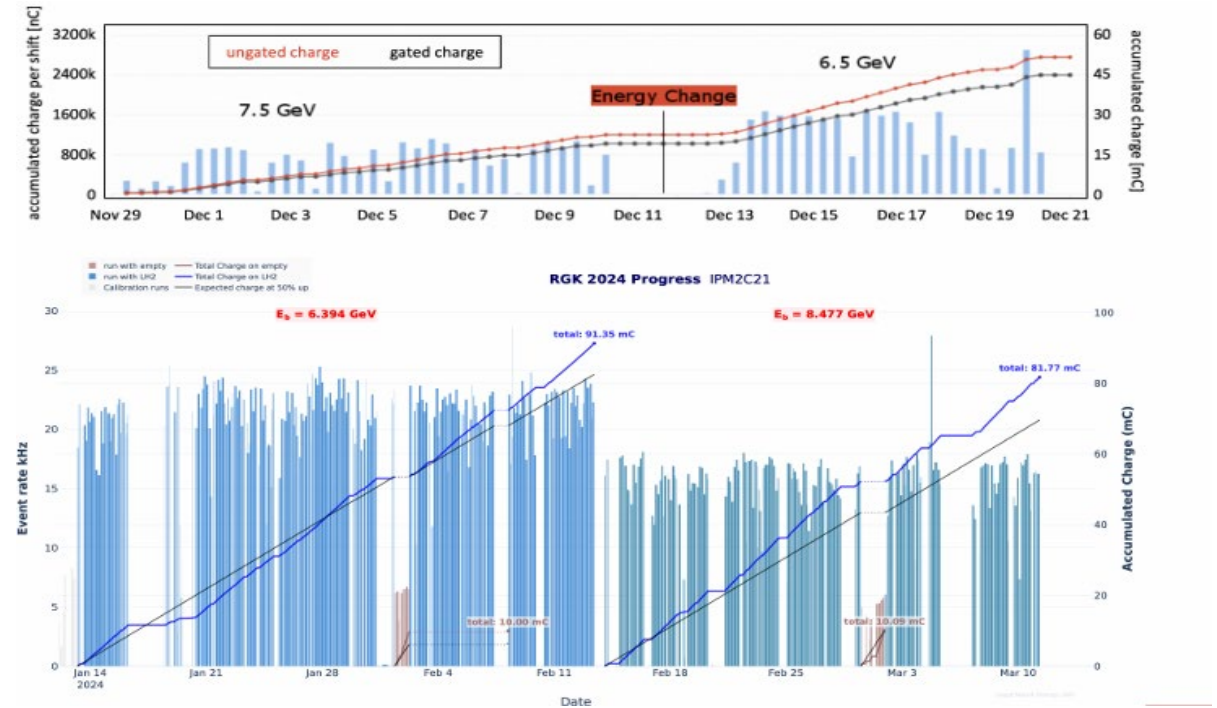 accumulated charge per shift [nC]
3200k
2400k
1600k
800k
0
ungated charge gated charge
7.5 GeV
Energy Change
6.5 GeV
60
45
30
15
0
accumulated charge [mC]
Nov 29 Dec 1 Dec 3 Dec 5 Dec 7 Dec 9 Dec 11 Dec 13 Dec 15 Dec 17 Dec 19 Dec 21
run with empty Total Charge on empty
run with LH2 Total Charge on LH2
Calibration runs Expected charge at 50% up
RGK 2024 Progress IPM2C21
E_b = 6.394 GeV E_b = 8.477 GeV
total: 91.35 mC
total: 81.77 mC
total: 10.00 mC total: 10.09 mC
Event rate kHz
30
25
20
15
10
5
0
100
80
60
40
20
0
Accumulated Charge (mC)
Jan 14 Jan 21 Jan 28 Feb 4 Feb 11 Feb 18 Feb 25 Mar 3 Mar 10
2024
Date